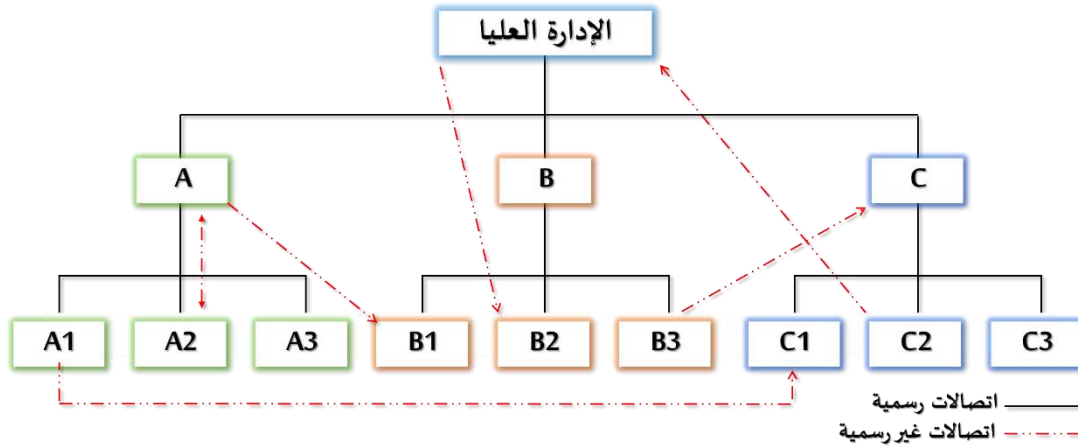 الإدارة العليا
A
B
C
A1
A2
A3
B1
B2
B3
C1
C2
C3
اتصالات رسمية
اتصالات غير رسمية